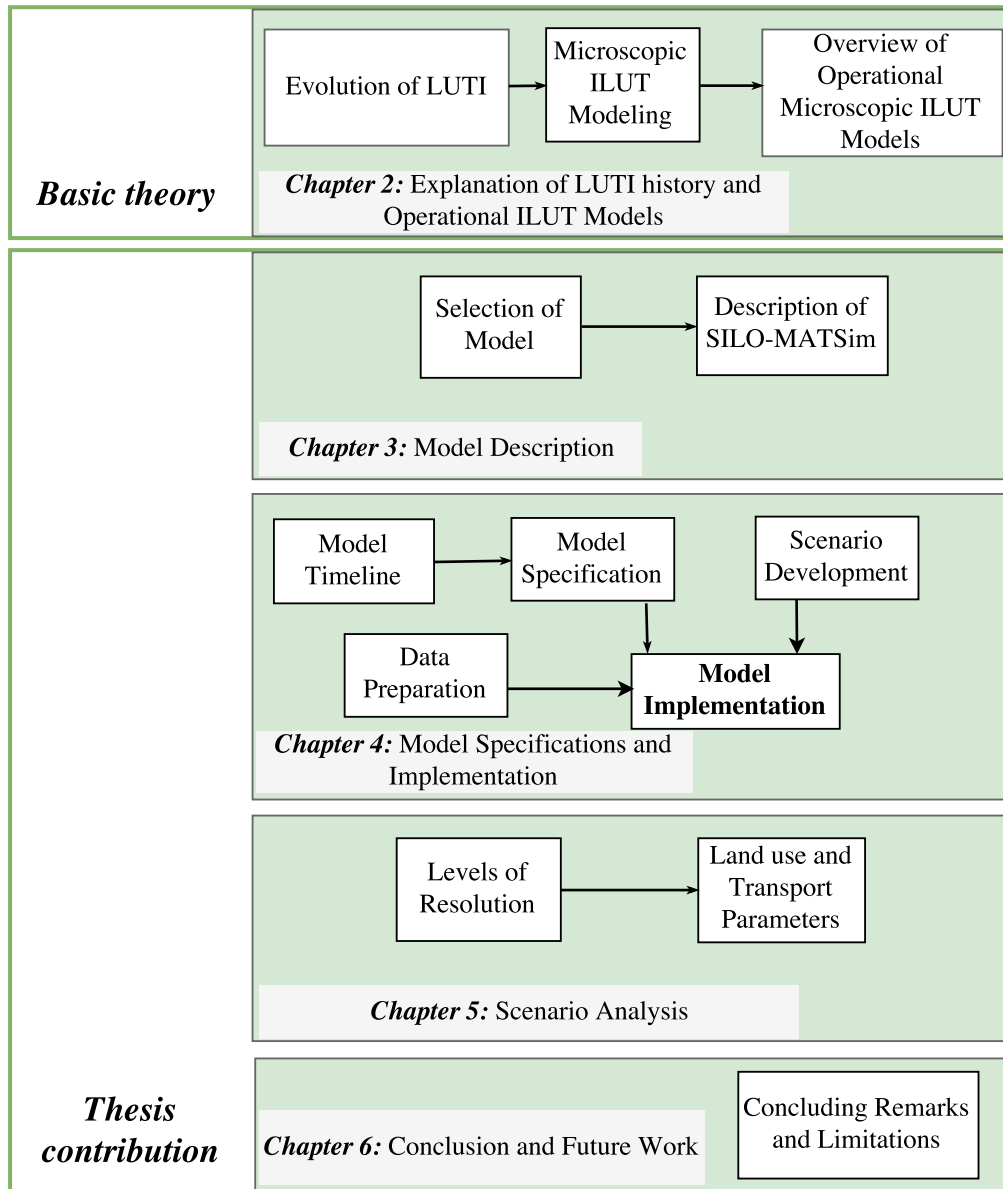 Evolution of LUTI
Microscopic
ILUT
Modeling
Overview of
Operational
Microscopic ILUT
Models
Basic theory
Chapter 2: Explanation of LUTI history and
Operational ILUT Models
Selection of
Model
Description of
SILO-MATSim
Chapter 3: Model Description
Model
Timeline
Model
Specification
Scenario
Development
Data
Preparation
Model
Implementation
Chapter 4: Model Specifications and
Implementation
Levels of
Resolution
Land use and
Transport
Parameters
Chapter 5: Scenario Analysis
Thesis
contribution
Chapter 6: Conclusion and Future Work
Concluding Remarks
and Limitations